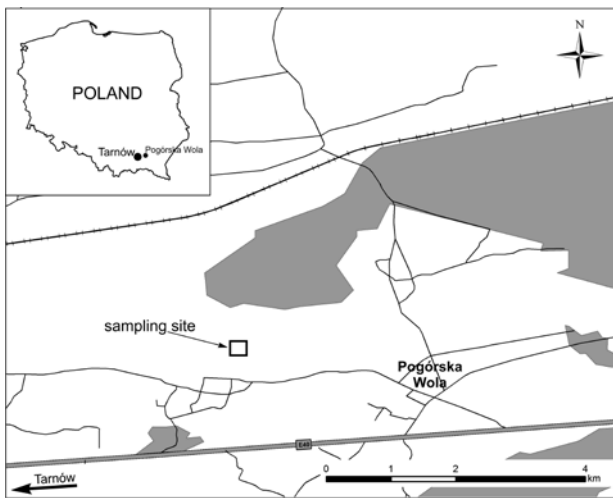 N
POLAND
Tarnów
Pogórska Wola
sampling site
Pogórska
Wola
E40
Tarnów
0 1 2 4
km